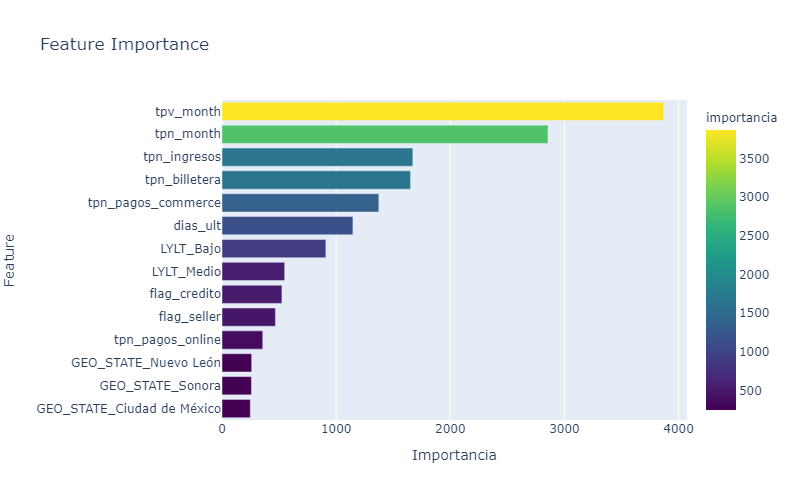 Feature Importance
Feature
tpv_month
tpn_month
tpn_ingresos
tpn_billetera
tpn_pagos_commerce
dias_ult
LYLT_Bajo
LYLT_Medio
flag_credito
flag_seller
tpn_pagos_online
GEO_STATE_Nuevo León
GEO_STATE_Sonora
GEO_STATE_Ciudad de México
0 1000 2000 3000 4000
Importancia
importancia
3500
3000
2500
2000
1500
1000
500